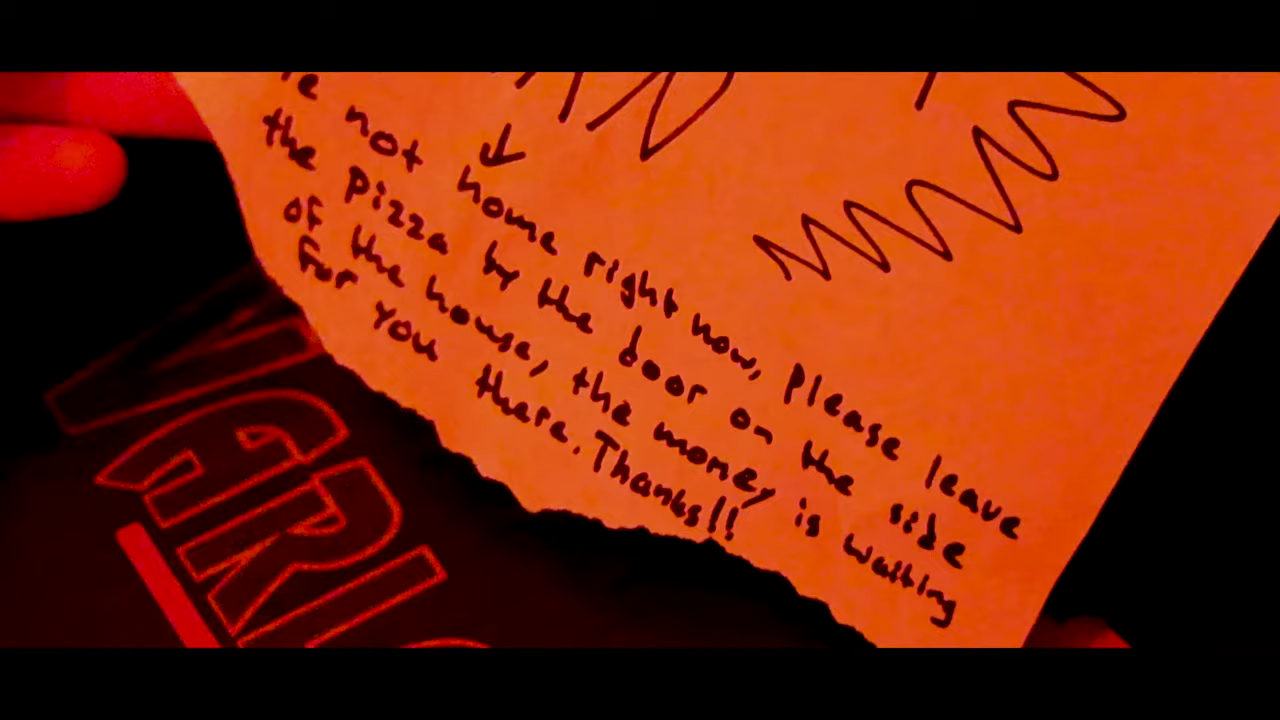 not home right now, Please leave
the Pizza by the door on the side
of the house, the money is waiting
for you there. Thanks!!